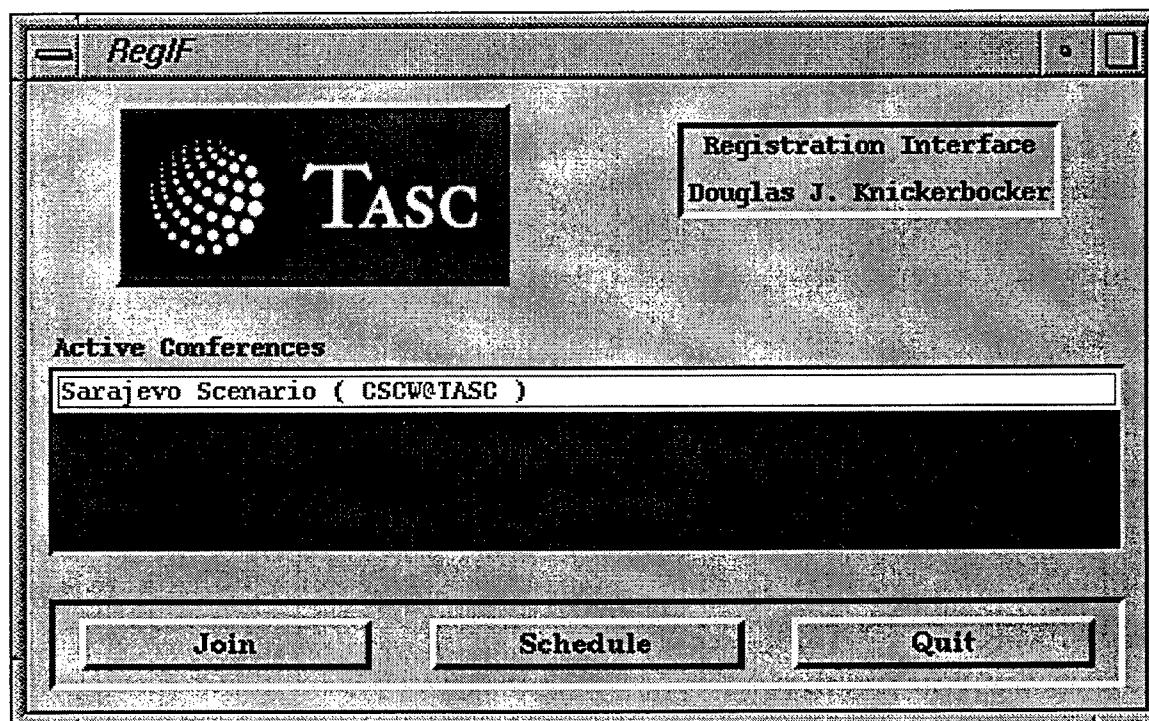 RegIF
TASC
Registration Interface
Douglas J. Knickerbocker
Active Conferences
Sarajevo Scenario ( CSCW@TASC )
Join
Schedule
Quit